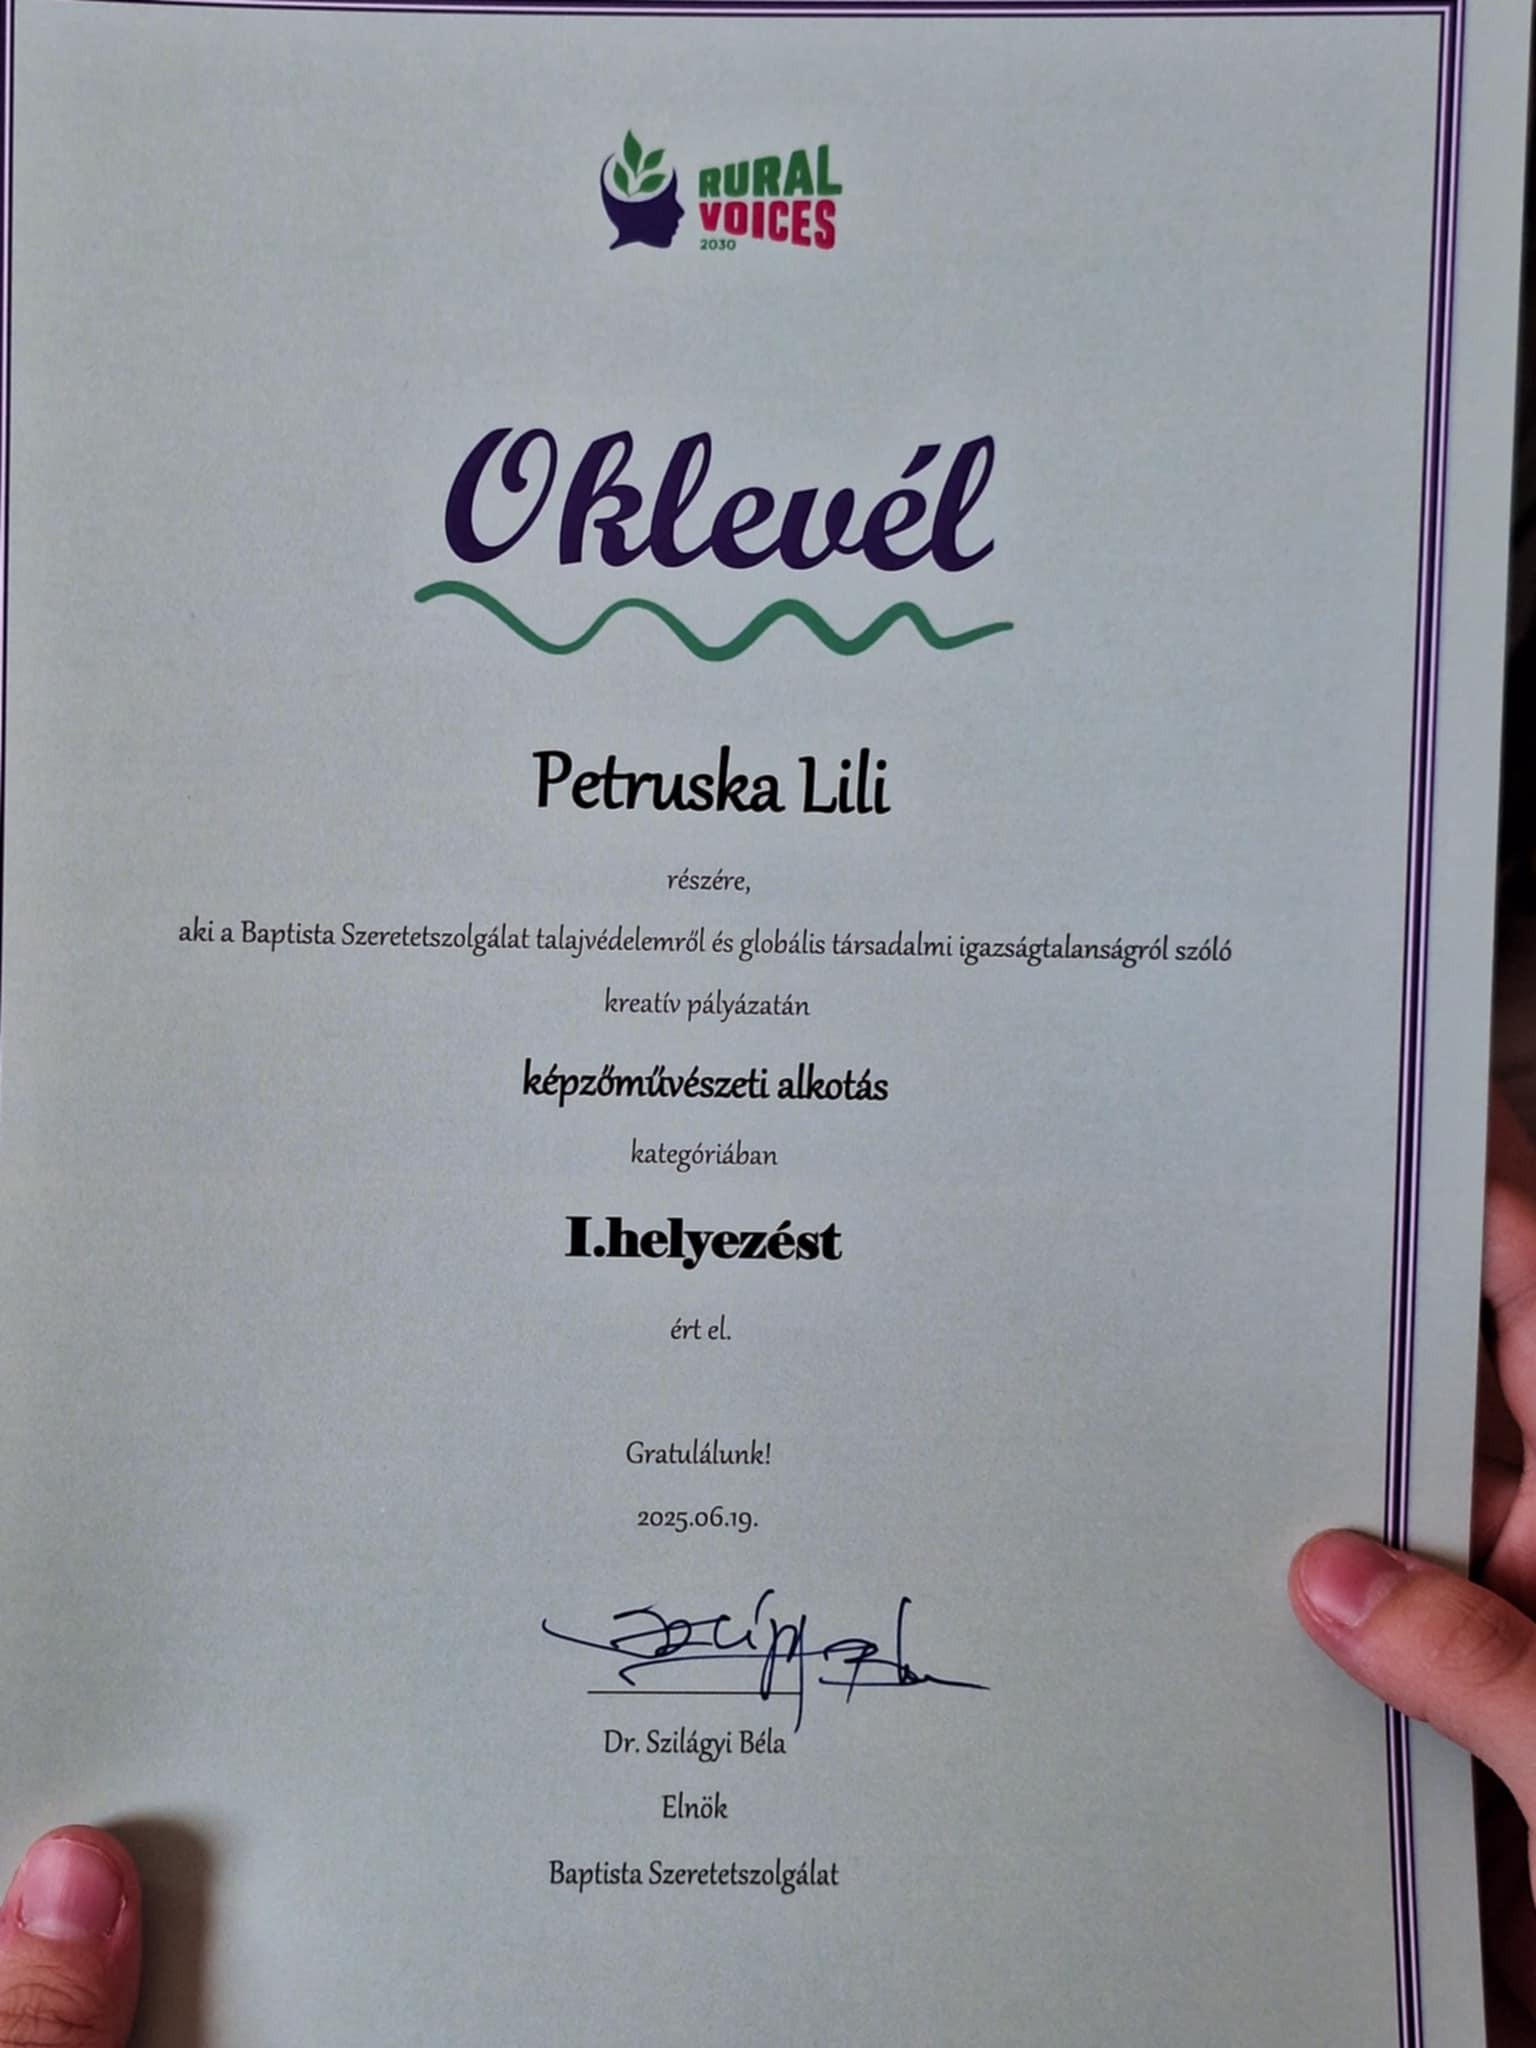 RURAL
VOICES
2030
Oklevél
Petruska Lili
részére,
aki a Baptista Szeretetszolgálat talajvédelemről és globális társadalmi igazságtalanságról szóló
kreatív pályázatán
képzőművészeti alkotás
kategóriában
I.helyezést
ért el.
Gratulálunk!
2025.06.19.
Dr. Szilágyi Béla
Elnök
Baptista Szeretetszolgálat